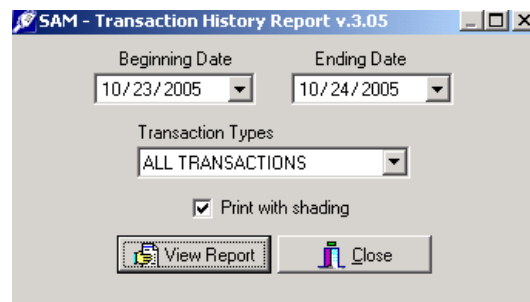 SAM - Transaction History Report v.3.05
Beginning Date Ending Date
10/23/2005 10/24/2005
Transaction Types
ALL TRANSACTIONS
Print with shading
View Report Close